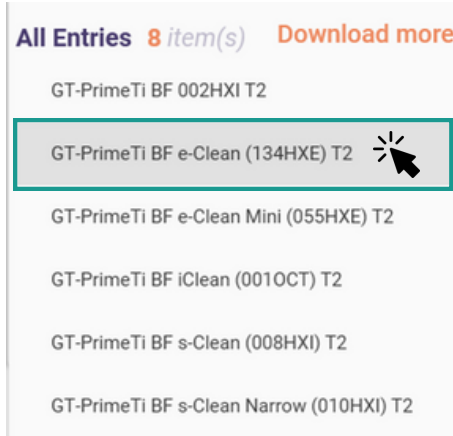 All Entries 8 item(s) Download more
GT-PrimeTi BF 002HXI T2
GT-PrimeTi BF e-Clean (134HXE) T2
GT-PrimeTi BF e-Clean Mini (055HXE) T2
GT-PrimeTi BF iClean (001OCT) T2
GT-PrimeTi BF s-Clean (008HXI) T2
GT-PrimeTi BF s-Clean Narrow (010HXI) T2